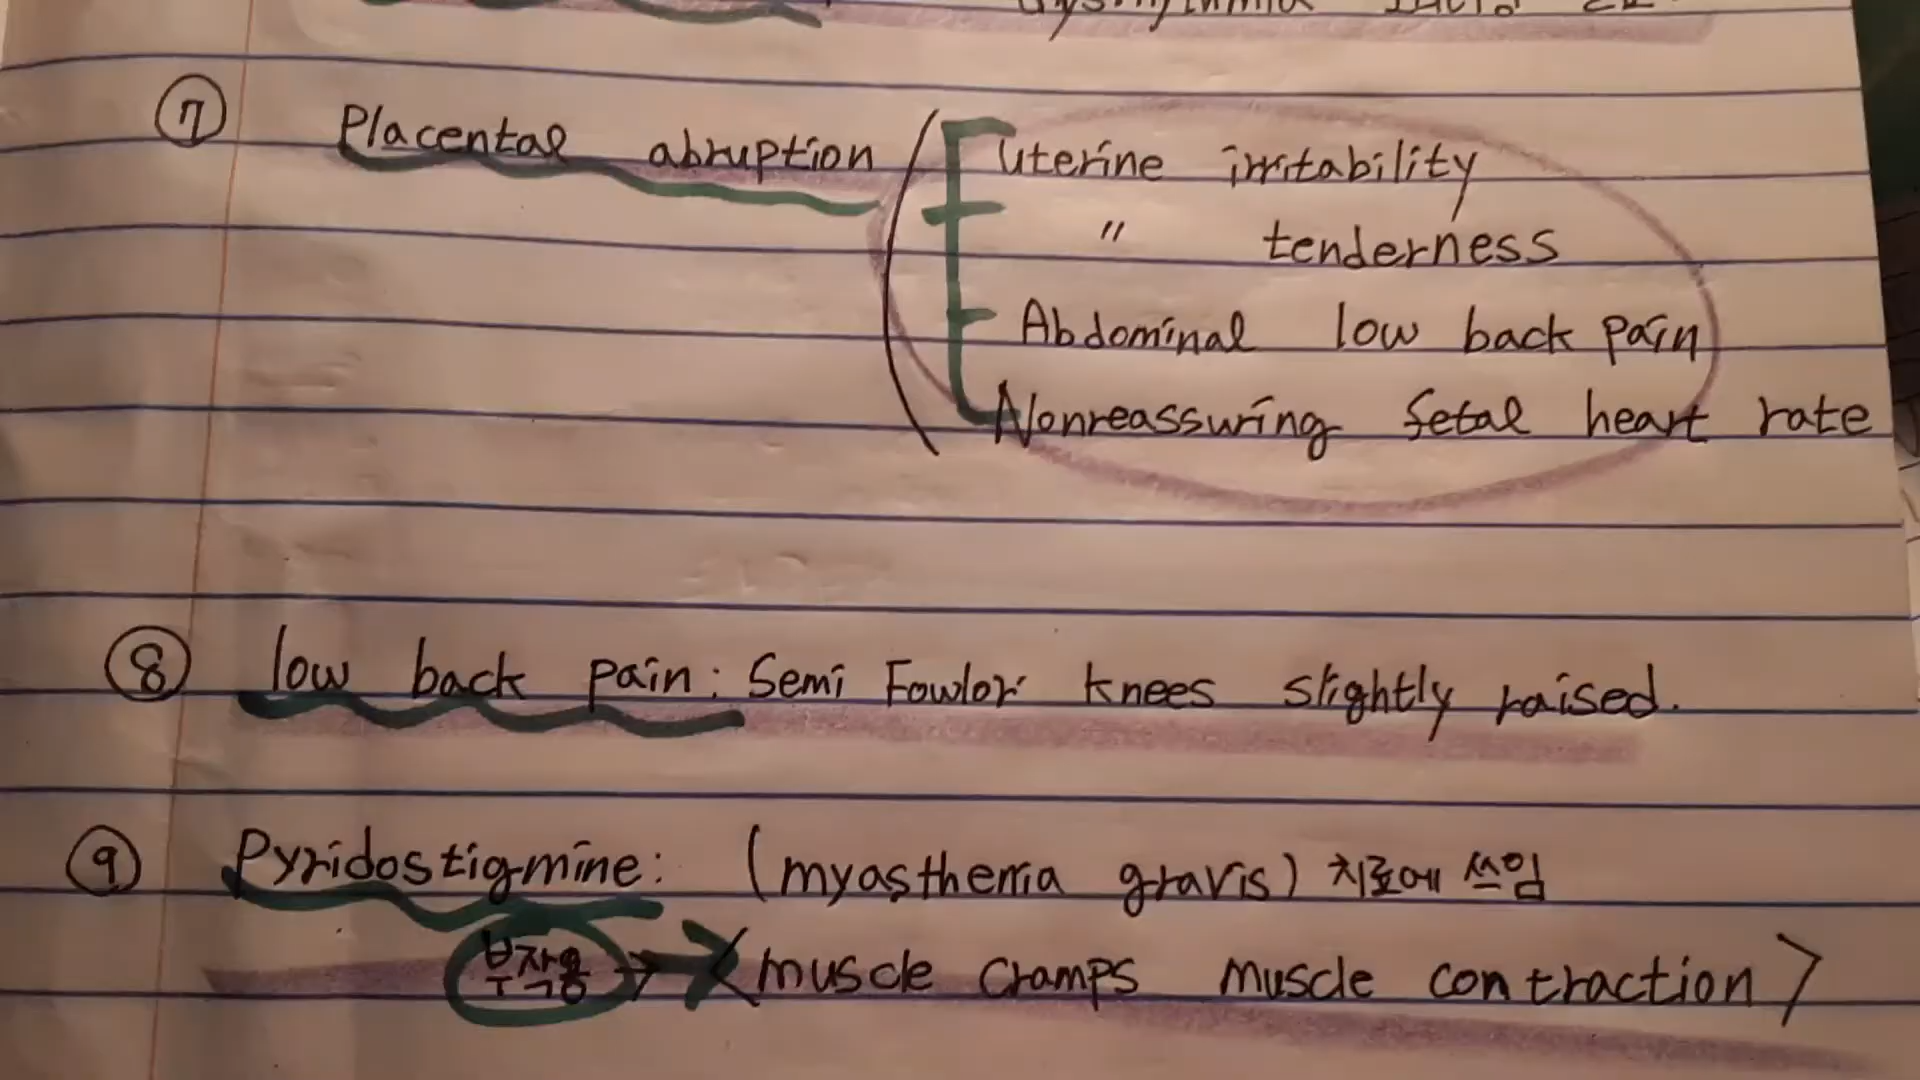 ⑦ Placental abruption ( Uterine irritability
" tenderness
Abdominal low back pain
Nonreassuring fetal heart rate
⑧ low back pain: Semi Fowlor knees slightly raised.
⑨ Pyridostigmine: (myasthenia gravis) 치료에 쓰임
부작용 → <muscle cramps muscle contraction>